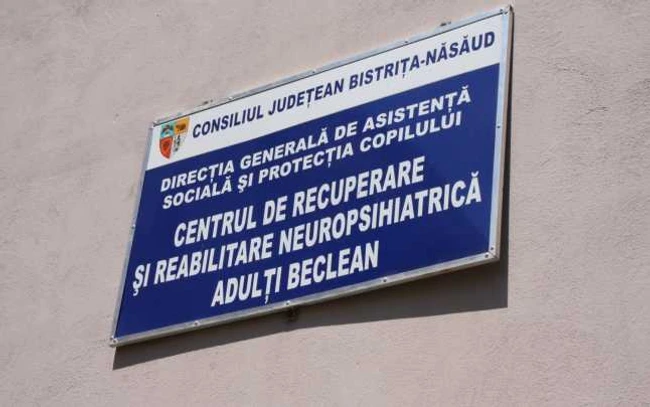 CONSILIUL JUDEȚEAN BISTRIȚA-NĂSĂUD
DIRECȚIA GENERALĂ DE ASISTENȚĂ
SOCIALĂ ȘI PROTECȚIA COPILULUI
CENTRUL DE RECUPERARE
ȘI REABILITARE NEUROPSIHIATRICĂ
ADULȚI BECLEAN